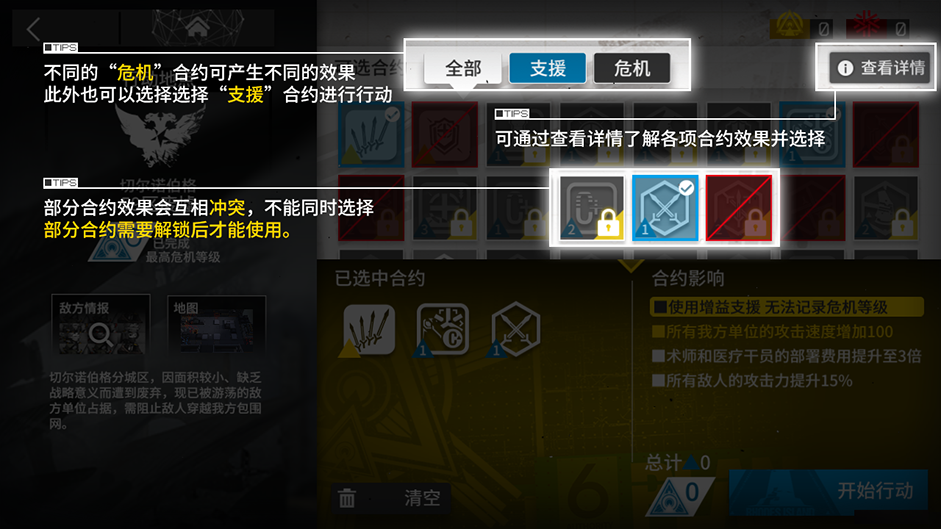 TIPS
不同的“危机”合约可产生不同的效果
此外也可以选择选择“支援”合约进行行动
可选合约
全部
支援
危机
0
0
查看详情
TIPS
可通过查看详情了解各项合约效果并选择
TIPS
部分合约效果会互相冲突，不能同时选择
部分合约需要解锁后才能使用。
2
1
切尔诺伯格
0
已完成
最高危机等级
敌方情报
地图
切尔诺伯格分城区，因面积较小、缺乏
战略意义而遭到废弃，现已被游荡的敌
方单位占据，需阻止敌人穿越我方包围
网。
已选中合约
1
1
合约影响
使用增益支援 无法记录危机等级
所有我方单位的攻击速度增加100
术师和医疗干员的部署费用提升至3倍
所有敌人的攻击力提升15%
总计
0
0
清空
开始行动